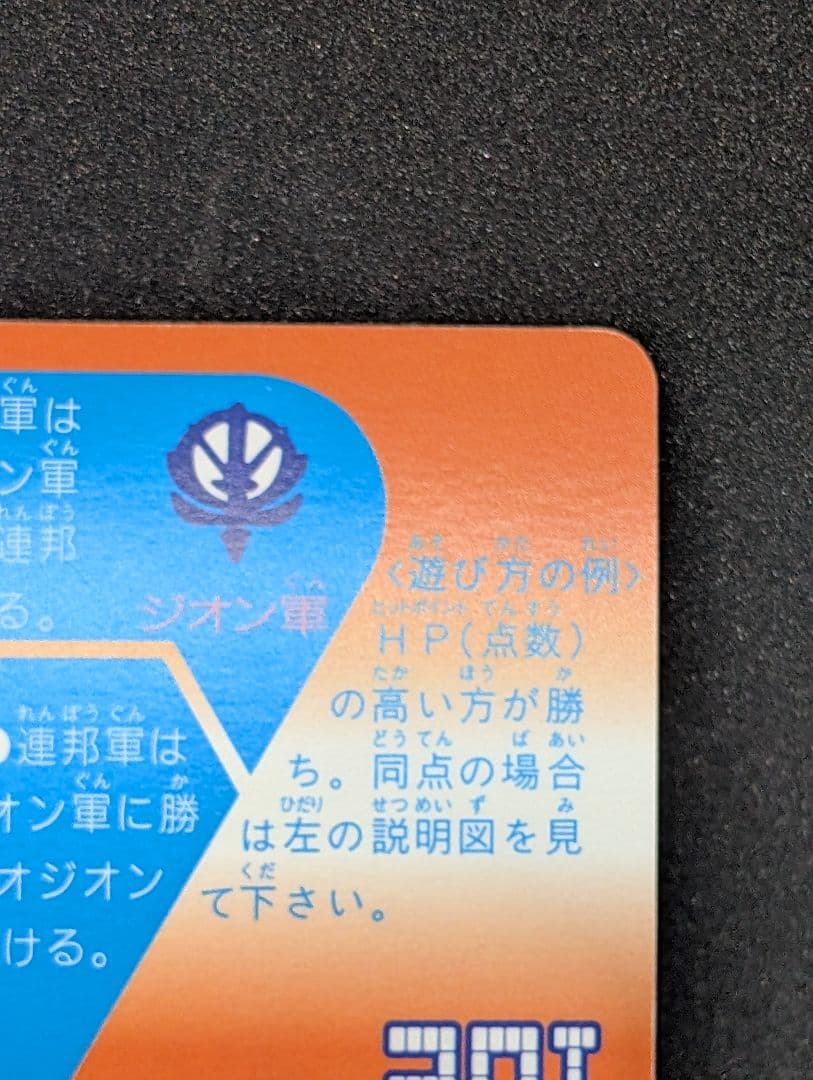 軍は
ン軍
連邦
る。
ジオン軍
連邦軍は
オン軍に勝
オジオン
ける。
〈遊び方の例〉
HP(点数)
の高い方が勝
ち。同点の場合
は左の説明図を見
て下さい。